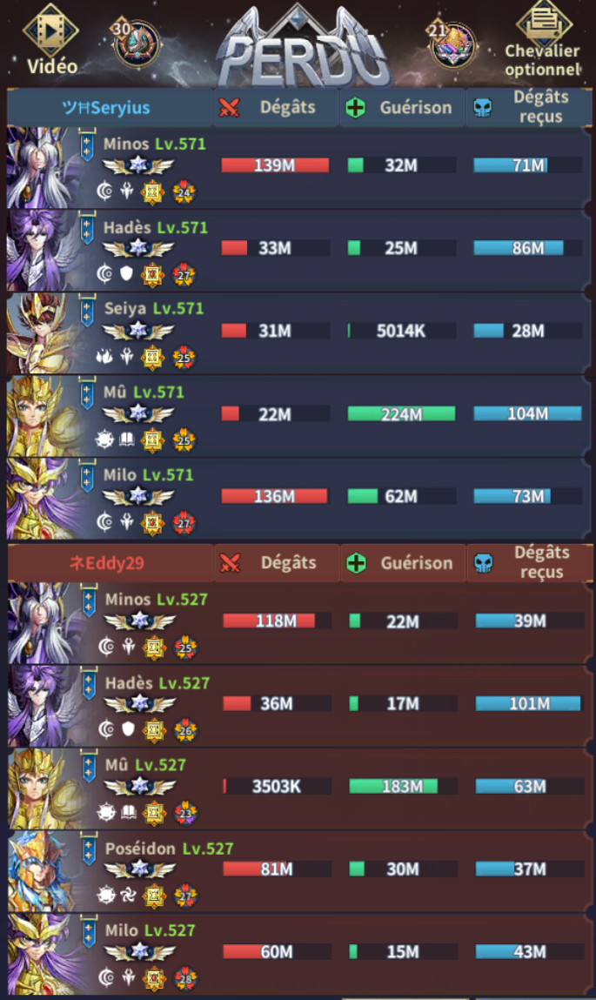 30
PERDU
21
Vidéo
Chevalier
optionnel
ツĦSeryius
Dégâts
Guérison
Dégâts
reçus
Minos Lv.571
139M
32M
71M
24
Hadès Lv.571
33M
25M
86M
27
Seiya Lv.571
31M
5014K
28M
25
Mû Lv.571
22M
224M
104M
25
Milo Lv.571
136M
62M
73M
27
ネEddy29
Dégâts
Guérison
Dégâts
reçus
Minos Lv.527
118M
22M
39M
25
Hadès Lv.527
36M
17M
101M
26
Mû Lv.527
3503K
183M
63M
23
Poséidon Lv.527
81M
30M
37M
27
Milo Lv.527
60M
15M
43M
28